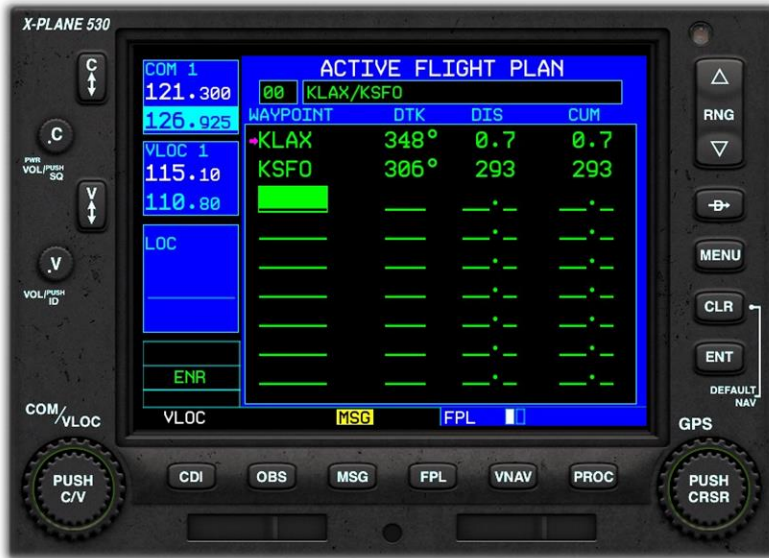 X-PLANE 530
C
.C
PWR
VOL/PUSH SQ
V
.V
VOL/PUSH ID
COM/VLOC
PUSH C/V
COM 1
121.300
126.925
VLOC 1
115.10
110.80
LOC
ENR
VLOC
ACTIVE FLIGHT PLAN
00 KLAX/KSFO
WAYPOINT DTK DIS CUM
KLAX 348° 0.7 0.7
KSFO 306° 293 293
MSG
FPL
CDI OBS MSG FPL VNAV PROC
RNG
D
MENU
CLR
ENT
DEFAULT NAV
GPS
PUSH CRSR